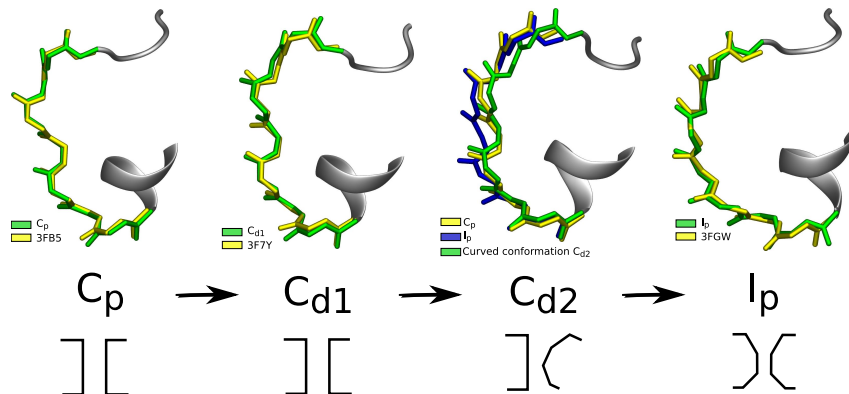 Cp
3FB5
Cd1
3F7Y
Cp
Ip
Curved conformation Cd2
Ip
3FGW
Cp
Cd1
Cd2
Ip